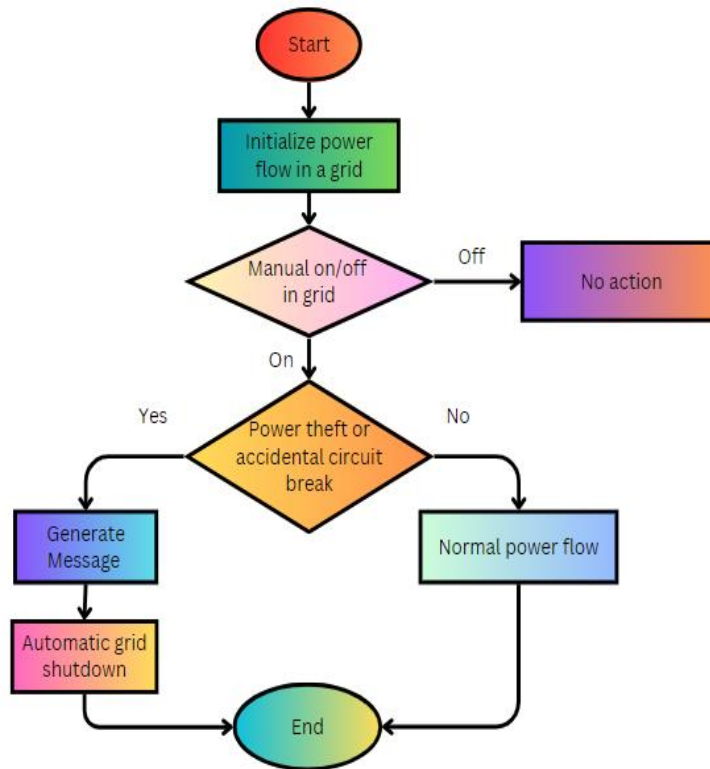 Start
Initialize power
flow in a grid
Manual on/off
in grid
Off
No action
On
Yes
Power theft or
accidental circuit
break
No
Generate
Message
Normal power flow
Automatic grid
shutdown
End